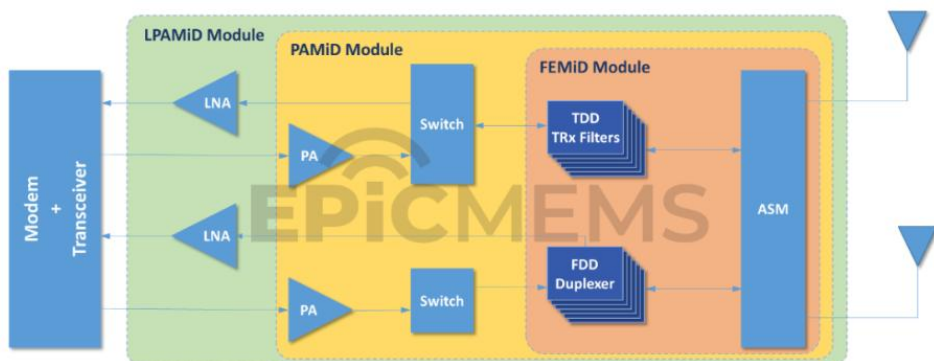 LPAMiD Module
PAMiD Module
FEMiD Module
LNA
Switch
TDD
TRx Filters
PA
Modem
+
Transceiver
EPiCMEMS
ASM
LNA
FDD
Duplexer
PA
Switch